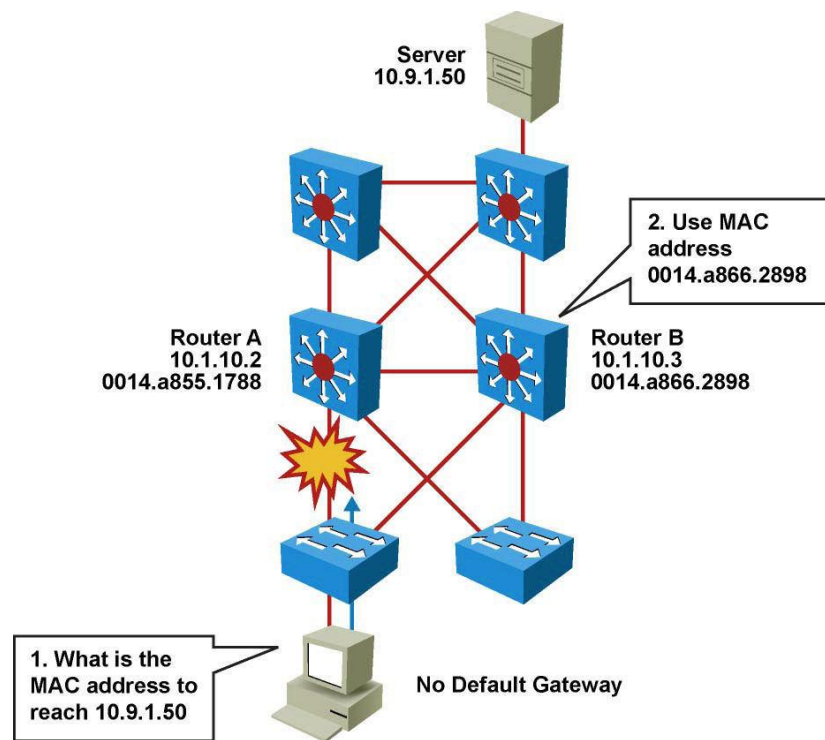 Server
10.9.1.50
2. Use MAC
address
0014.a866.2898
Router A
10.1.10.2
0014.a855.1788
Router B
10.1.10.3
0014.a866.2898
1. What is the
MAC address to
reach 10.9.1.50
No Default Gateway